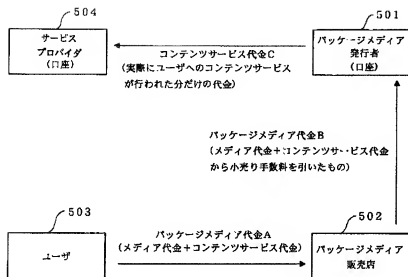 504
501
サービス
プロバイダ
(口座)
コンテンツサービス代金C
(実際にユーザへのコンテンツサービス
が行われた分だけの代金)
パッケージメディア
発行者
(口座)
パッケージメディア代金B
(メディア代金+コンテンツサービス代金
から小売り手数料を引いたもの)
503
502
ユーザ
パッケージメディア代金A
(メディア代金+コンテンツサービス代金)
パッケージメディア
販売店